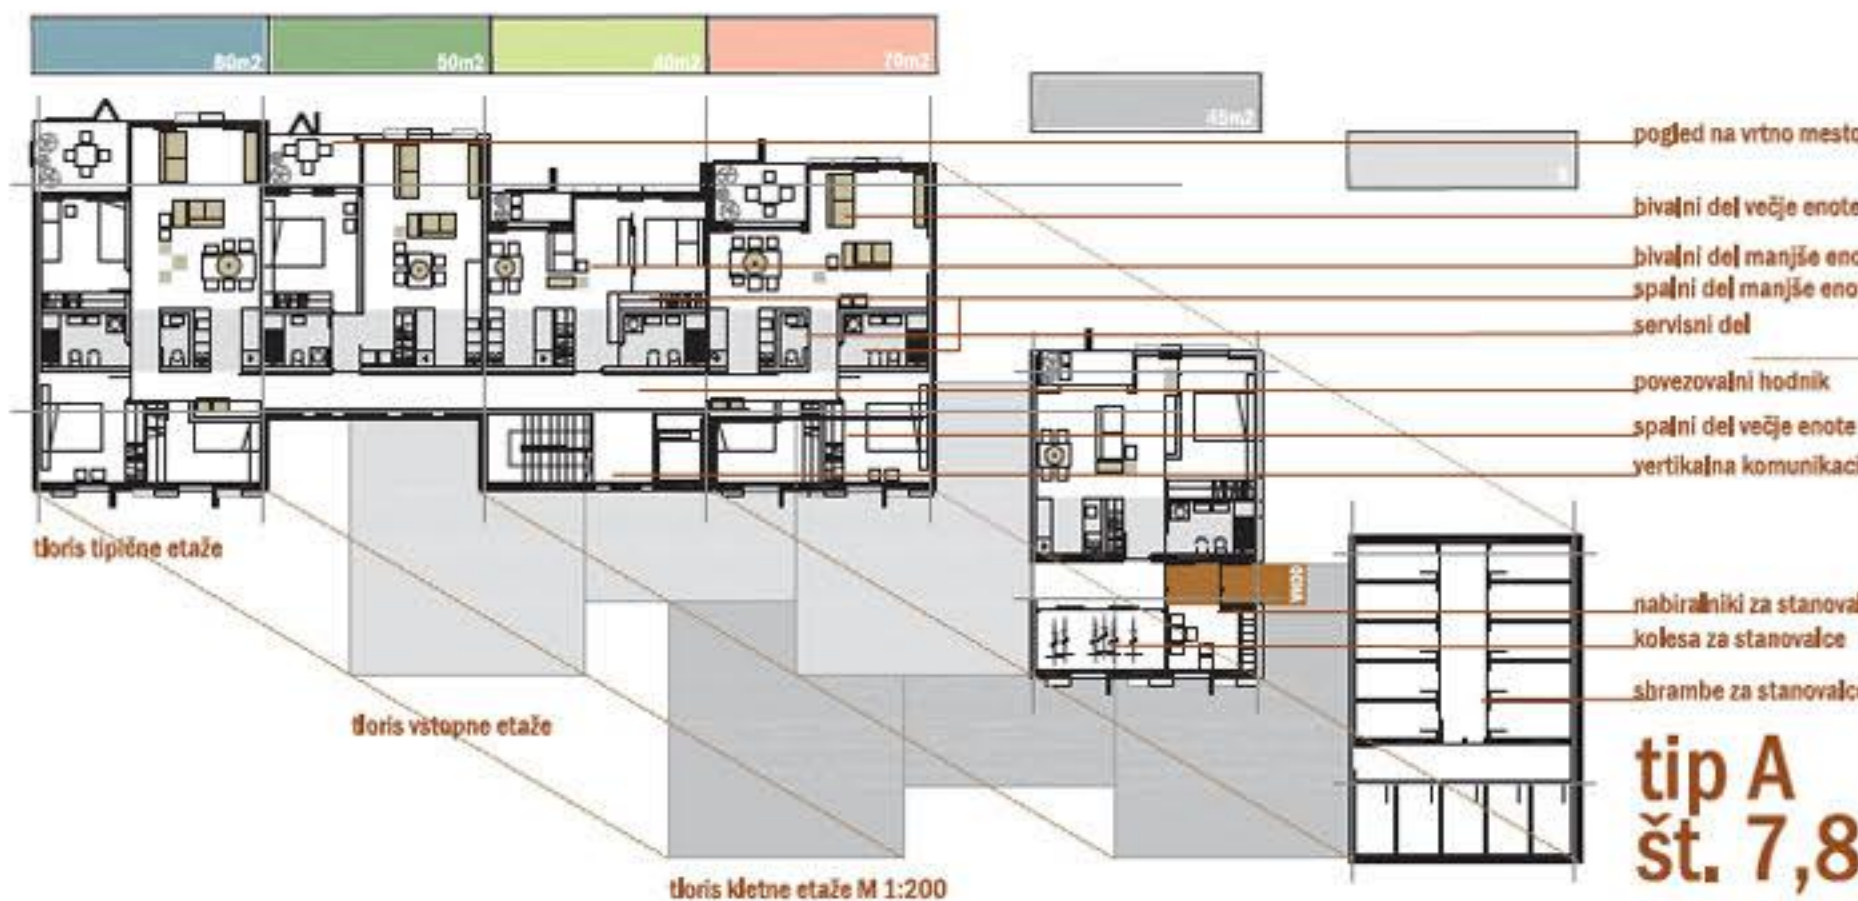 80m2
50m2
40m2
70m2
45m2
pogled na vrtno mesto
bivalni del večje enote
bivalni del manjše eno
spalni del manjše eno
servisni del
povezovalni hodnik
spalni del večje enote
vertikalna komunikaci
tloris tipične etaže
VHOD
nabiralniki za stanoval
kolesa za stanovalce
shrambe za stanovalc
tloris vstopne etaže
tip A
št. 7,8
tloris kletne etaže M 1:200